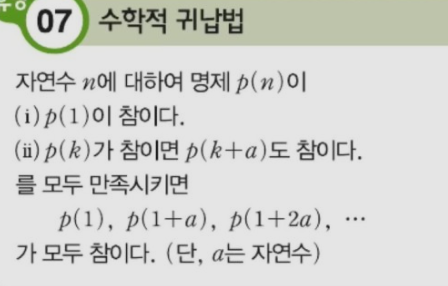 07 수학적 귀납법
자연수 n에 대하여 명제 p(n)이
(ⅰ) p(1)이 참이다.
(ⅱ) p(k)가 참이면 p(k+a)도 참이다.
를 모두 만족시키면
p(1), p(1+a), p(1+2a), …
가 모두 참이다. (단, a는 자연수)